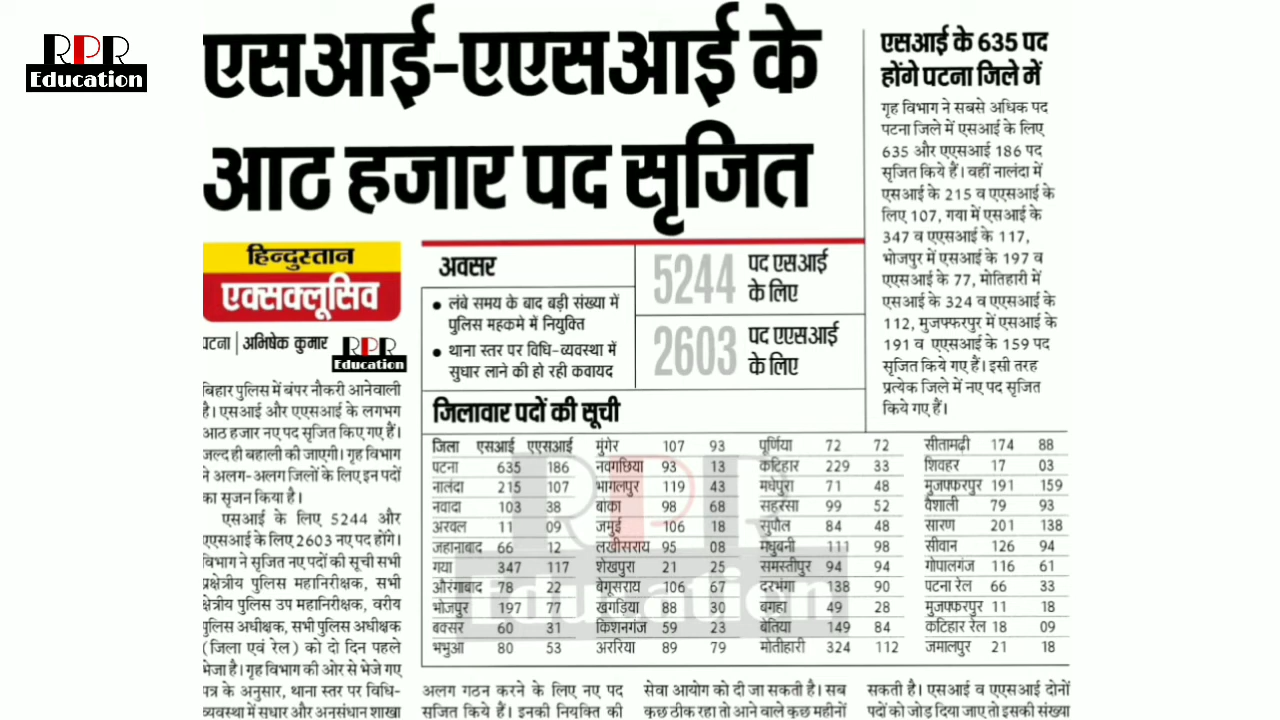 RPR
Education
एसआई-एएसआई के
आठ हजार पद सृजित
हिन्दुस्तान
एक्सक्लूसिव
पटना | अभिषेक कुमार
RPR
Education
बिहार पुलिस में बंपर नौकरी आनेवाली
है। एसआई और एएसआई के लगभग
आठ हजार नए पद सृजित किए गए हैं।
जल्द ही बहाली की जाएगी। गृह विभाग
ने अलग-अलग जिलों के लिए इन पदों
का सृजन किया है।
एसआई के लिए 5244 और
एएसआई के लिए 2603 नए पद होंगे।
विभाग ने सृजित नए पदों की सूची सभी
प्रक्षेत्रीय पुलिस महानिरीक्षक, सभी
क्षेत्रीय पुलिस उप महानिरीक्षक, वरीय
पुलिस अधीक्षक, सभी पुलिस अधीक्षक
(जिला एवं रेल) को दो दिन पहले
भेजा है। गृह विभाग की ओर से भेजे गए
पत्र के अनुसार, थाना स्तर पर विधि-
व्यवस्था में सुधार और अनुसंधान शाखा
अवसर
● लंबे समय के बाद बड़ी संख्या में
पुलिस महकमे में नियुक्ति
● थाना स्तर पर विधि-व्यवस्था में
सुधार लाने की हो रही कवायद
5244 पद एसआई
के लिए
2603 पद एएसआई
के लिए
जिलावार पदों की सूची
जिला एसआई एएसआई मुंगेर 107 93 पूर्णिया 72 72 सीतामढ़ी 174 88
पटना 635 186 नवगछिया 93 13 कटिहार 229 33 शिवहर 17 03
नालंदा 215 107 भागलपुर 119 43 मधेपुरा 71 48 मुजफ्फरपुर 191 159
नवादा 103 38 बांका 98 68 सहरसा 99 52 वैशाली 79 93
अरवल 11 09 जमुई 106 18 सुपौल 84 48 सारण 201 138
जहानाबाद 66 12 लखीसराय 95 08 मधुबनी 111 98 सीवान 126 94
गया 347 117 शेखपुरा 21 25 समस्तीपुर 94 94 गोपालगंज 116 61
औरंगाबाद 78 22 बेगूसराय 106 67 दरभंगा 138 90 पटना रेल 66 33
भोजपुर 197 77 खगड़िया 88 30 बगहा 49 28 मुजफ्फरपुर 11 18
बक्सर 60 31 किशनगंज 59 23 बेतिया 149 84 कटिहार रेल 18 09
भभुआ 80 53 अररिया 89 79 मोतीहारी 324 112 जमालपुर 21 18
RPR
Education
अलग गठन करने के लिए नए पद
सृजित किये हैं। इनकी नियुक्ति की
सेवा आयोग को दी जा सकती है। सब
कुछ ठीक रहा तो आने वाले कुछ महीनों
सकती है। एसआई व एएसआई दोनों
पदों को जोड़ दिया जाए तो इसकी संख्या
एसआई के 635 पद
होंगे पटना जिले में
गृह विभाग ने सबसे अधिक पद
पटना जिले में एसआई के लिए
635 और एएसआई 186 पद
सृजित किये हैं। वहीं नालंदा में
एसआई के 215 व एएसआई के
लिए 107, गया में एसआई के
347 व एएसआई के 117,
भोजपुर में एसआई के 197 व
एएसआई के 77, मोतिहारी में
एसआई के 324 व एएसआई के
112, मुजफ्फरपुर में एसआई के
191 व एएसआई के 159 पद
सृजित किये गए हैं। इसी तरह
प्रत्येक जिले में नए पद सृजित
किये गए हैं।